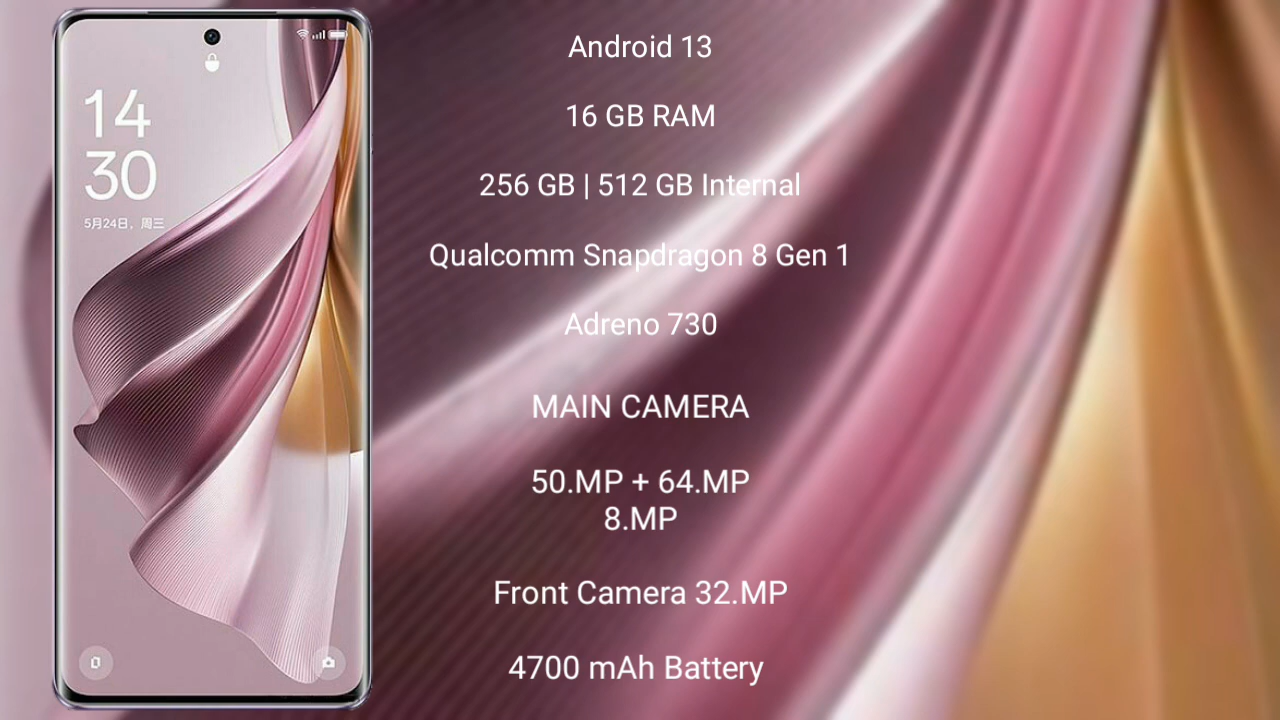 14
30
5月24日，周三
Android 13
16 GB RAM
256 GB | 512 GB Internal
Qualcomm Snapdragon 8 Gen 1
Adreno 730
MAIN CAMERA
50.MP + 64.MP
8.MP
Front Camera 32.MP
4700 mAh Battery